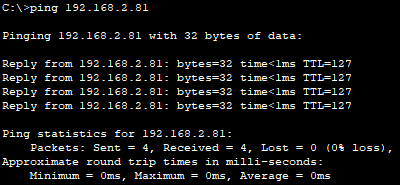 C:\>ping 192.168.2.81
Pinging 192.168.2.81 with 32 bytes of data:
Reply from 192.168.2.81: bytes=32 time<1ms TTL=127
Reply from 192.168.2.81: bytes=32 time<1ms TTL=127
Reply from 192.168.2.81: bytes=32 time<1ms TTL=127
Reply from 192.168.2.81: bytes=32 time<1ms TTL=127
Ping statistics for 192.168.2.81:
    Packets: Sent = 4, Received = 4, Lost = 0 (0% loss),
Approximate round trip times in milli-seconds:
    Minimum = 0ms, Maximum = 0ms, Average = 0ms